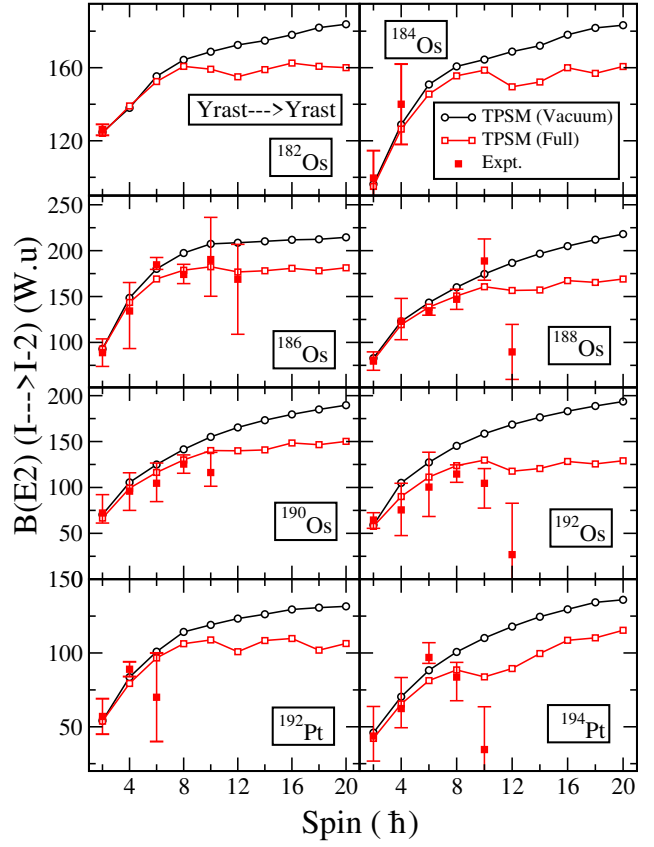 ¹⁸⁴Os
160
Yrast--->Yrast
TPSM (Vacuum)
TPSM (Full)
Expt.
120
¹⁸²Os
250
200
150
100
¹⁸⁶Os
¹⁸⁸Os
200
150
100
50
¹⁹⁰Os
¹⁹²Os
150
100
50
¹⁹²Pt
¹⁹⁴Pt
4 8 12 16 20 4 8 12 16 20
Spin ( ħ )
B(E2) (I--->I-2) (W.u)